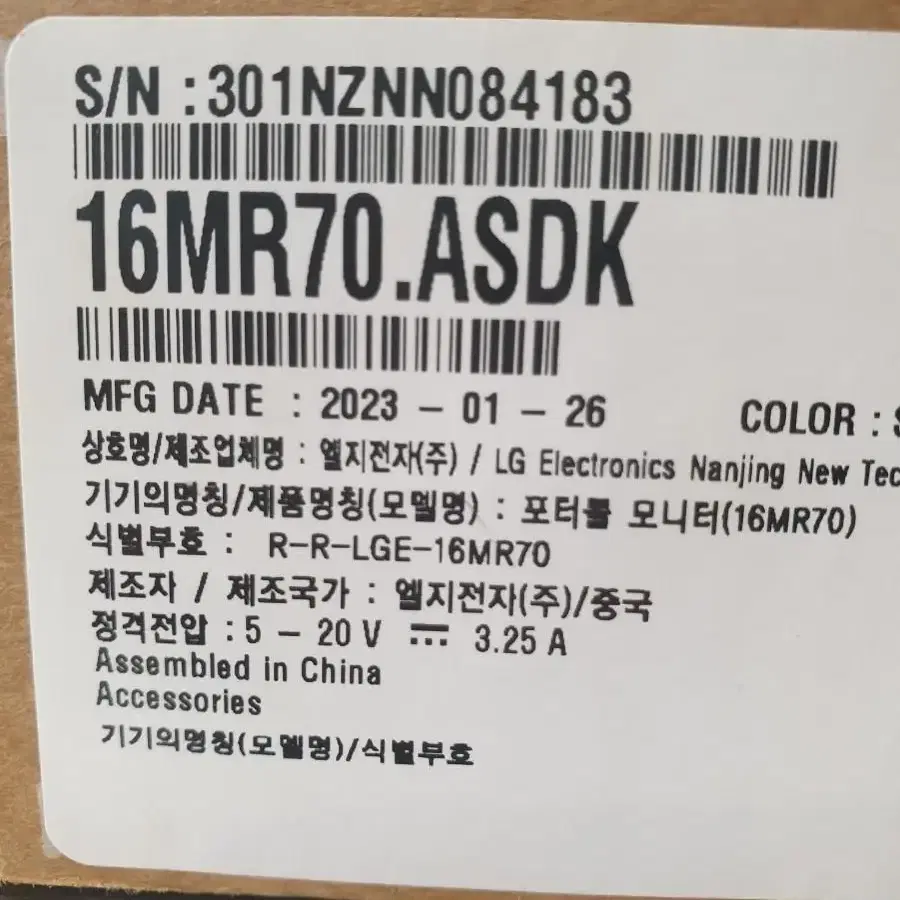 S/N : 301NZNN084183
16MR70.ASDK
MFG DATE : 2023 - 01 - 26
COLOR :
상호명/제조업체명 : 엘지전자(주) / LG Electronics Nanjing New
기기의명칭/제품명칭(모델명) : 포터블 모니터(16MR70)
식별부호 : R-R-LGE-16MR70
제조자 / 제조국가 : 엘지전자(주)/중국
정격전압 : 5 - 20 V ⎓ 3.25 A
Assembled in China
Accessories
기기의명칭(모델명)/식별부호